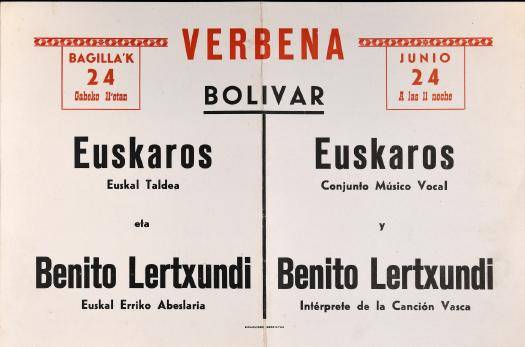 VERBENA
BAGILLA'K
24
Gabeko 11'etan
JUNIO
24
A las 11 noche
BOLIVAR
Euskaros
Euskal Taldea
eta
Benito Lertxundi
Euskal Erriko Abeslaria
Euskaros
Conjunto Músico Vocal
y
Benito Lertxundi
Intérprete de la Canción Vasca